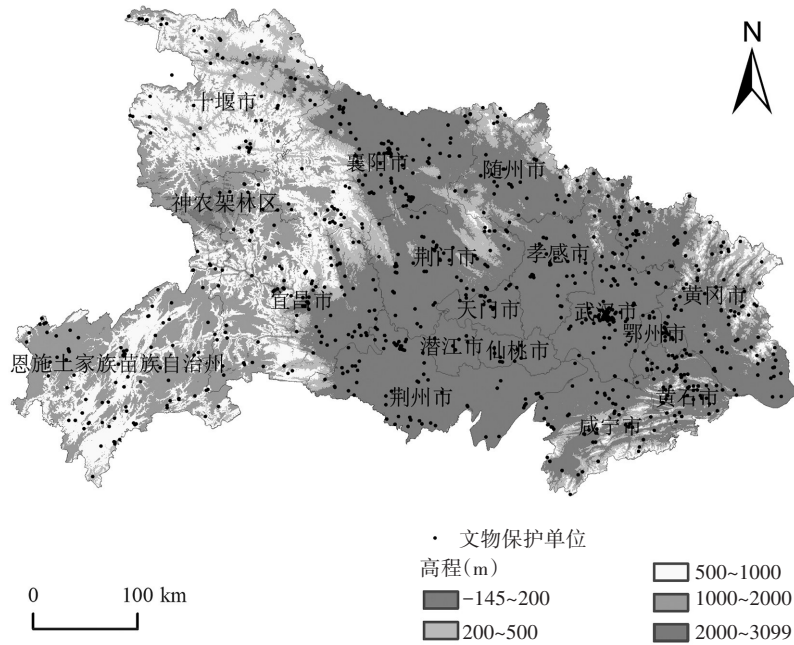 N
十堰市
襄阳市
随州市
神农架林区
荆门市
孝感市
宜昌市
天门市
武汉市
黄冈市
鄂州市
潜江市
仙桃市
恩施土家族苗族自治州
荆州市
黄石市
咸宁市
文物保护单位
高程(m)
500~1000
0 100 km
-145~200
1000~2000
200~500
2000~3099